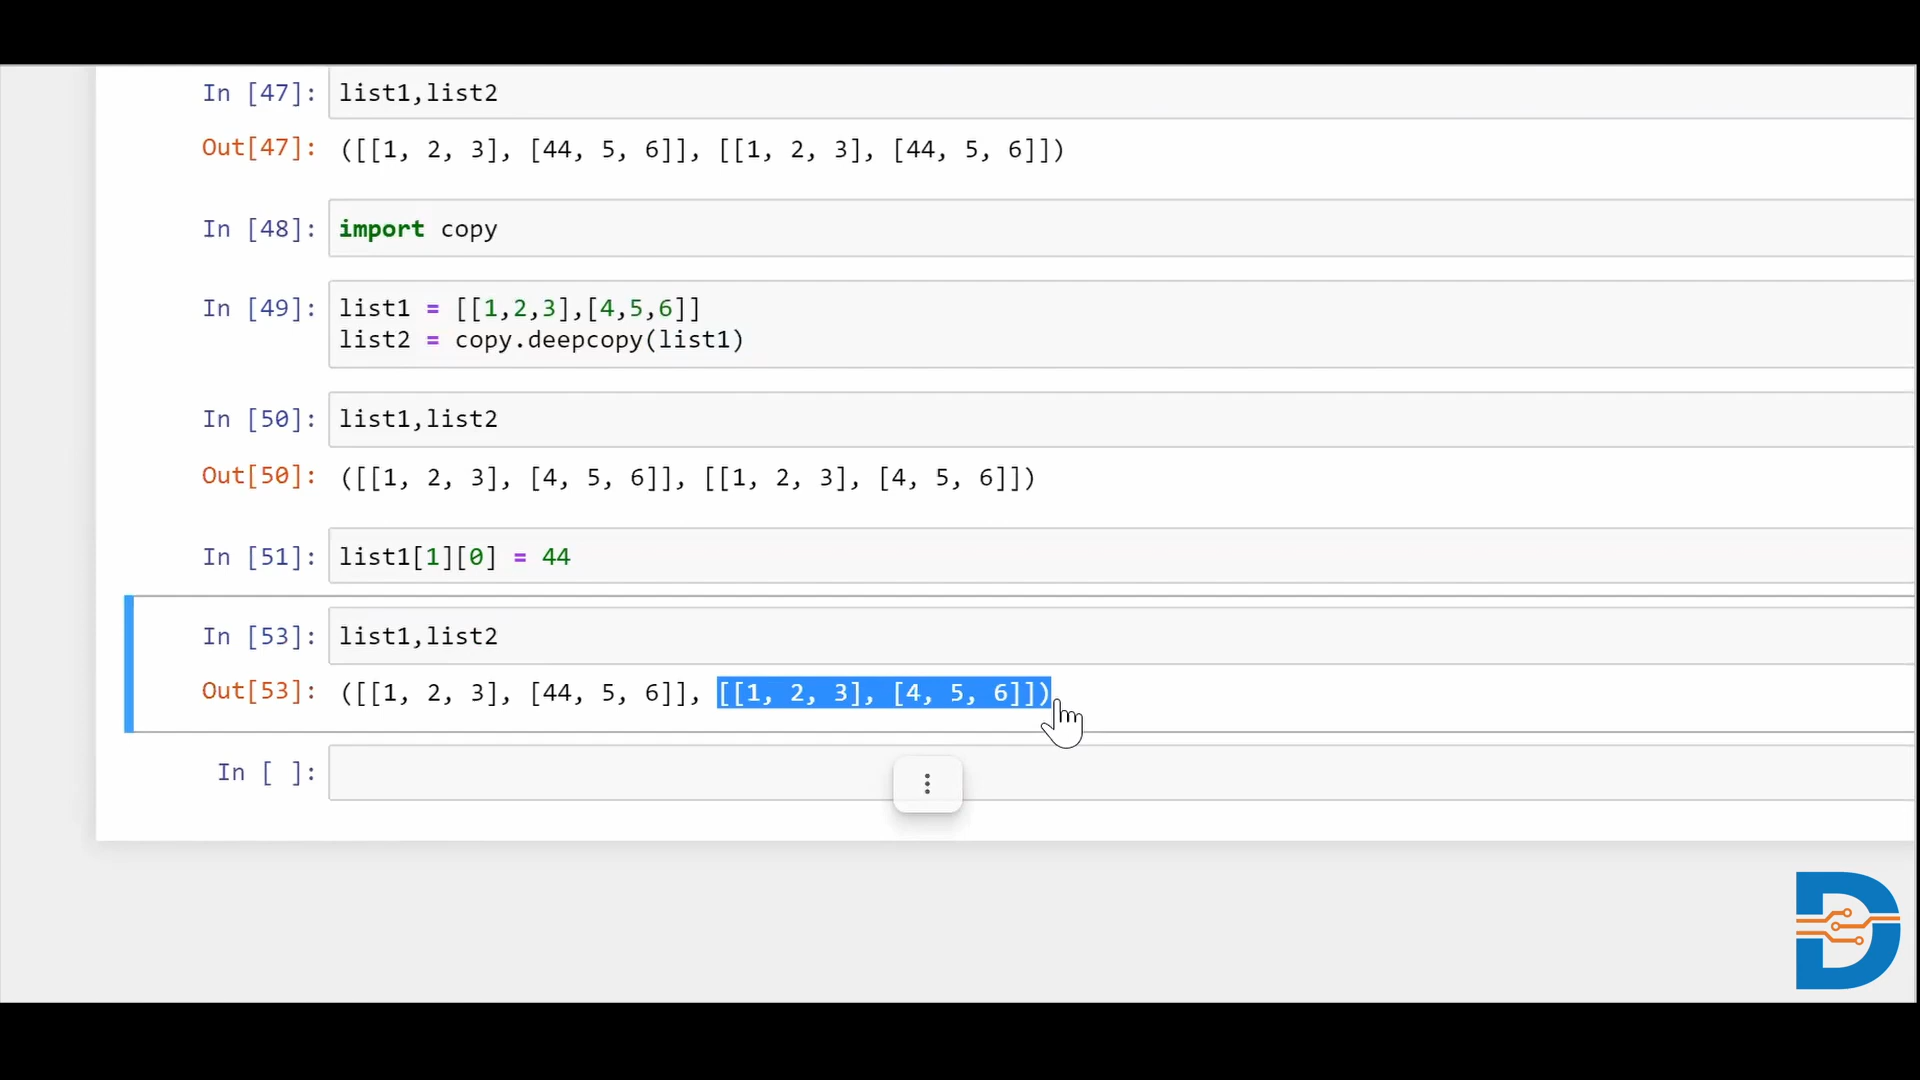 In [47]: list1,list2
Out[47]: ([[1, 2, 3], [44, 5, 6]], [[1, 2, 3], [44, 5, 6]])
In [48]: import copy
In [49]: list1 = [[1,2,3],[4,5,6]]
list2 = copy.deepcopy(list1)
In [50]: list1,list2
Out[50]: ([[1, 2, 3], [4, 5, 6]], [[1, 2, 3], [4, 5, 6]])
In [51]: list1[1][0] = 44
In [53]: list1,list2
Out[53]: ([[1, 2, 3], [44, 5, 6]], [[1, 2, 3], [4, 5, 6]])
In [ ]:
D